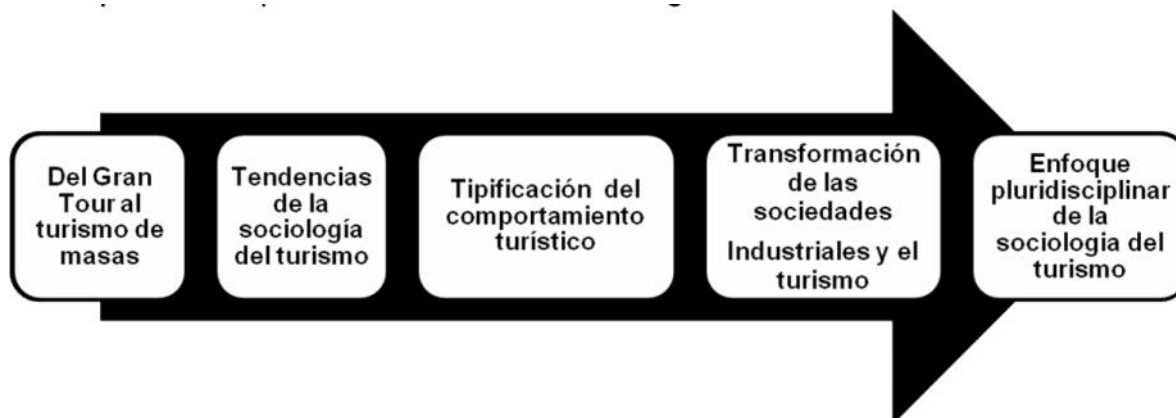 Del Gran
Tour al
turismo de
masas
Tendencias
de la
sociología
del turismo
Tipificación del
comportamiento
turístico
Transformación
de las
sociedades
Industriales y el
turismo
Enfoque
pluridisciplinar
de la
sociologia del
turismo